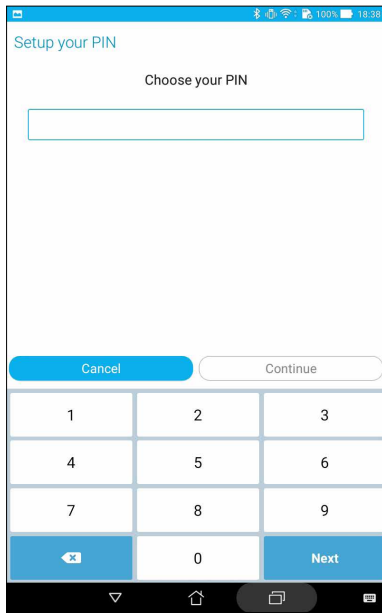 100% 18:38
Setup your PIN
Choose your PIN
Cancel Continue
1 2 3
4 5 6
7 8 9
0 Next